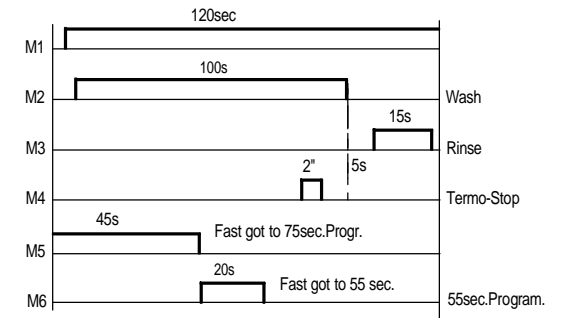 120sec
M1
100s
M2
Wash
15s
M3
Rinse
2"
5s
M4
Termo-Stop
45s
Fast got to 75sec.Progr.
M5
20s
Fast got to 55 sec.
M6
55sec.Program.